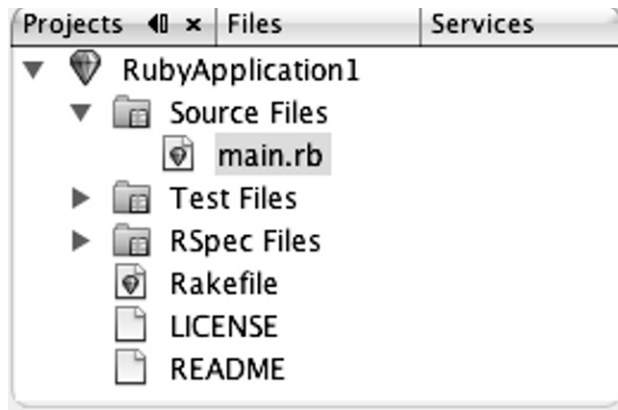 Projects Files Services
RubyApplication1
Source Files
main.rb
Test Files
RSpec Files
Rakefile
LICENSE
README